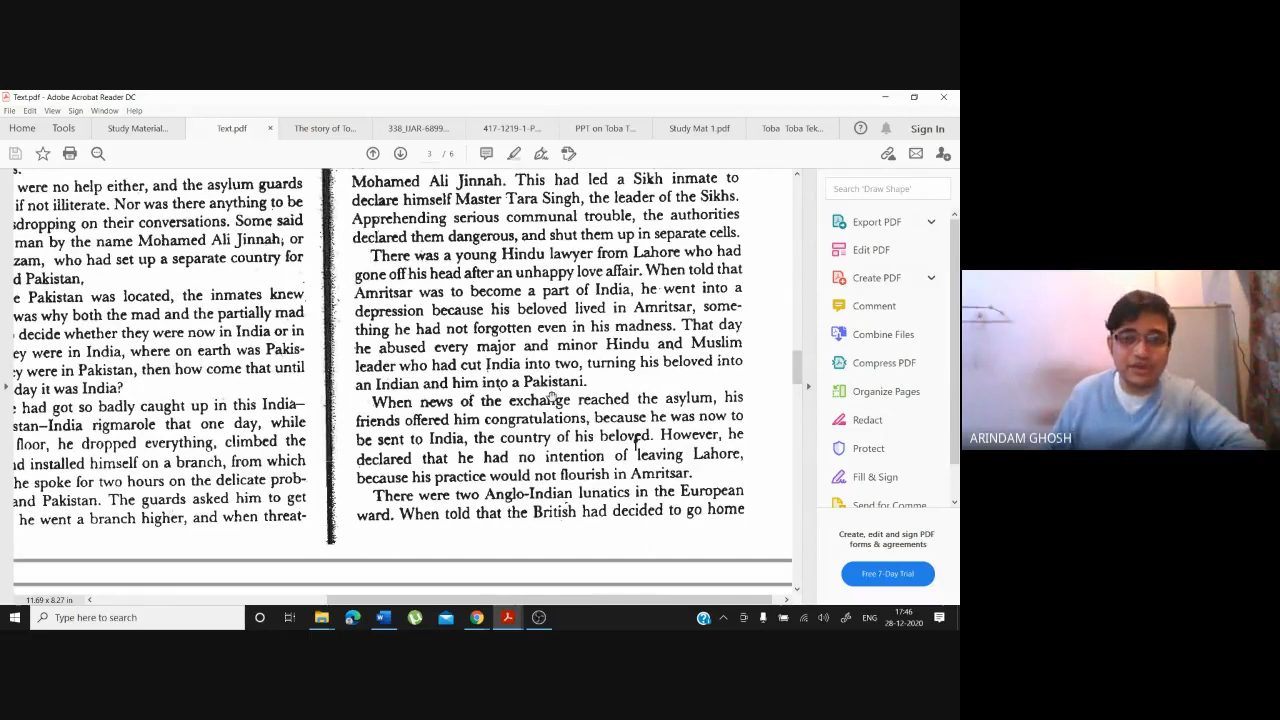 Text.pdf - Adobe Acrobat Reader DC
File Edit View Sign Window Help
Home Tools Study Material... Text.pdf × The story of To... 338_IJAR-6899... 417-1219-1-P... PPT on Toba T... Study Mat 1.pdf Toba Toba Tek... Sign In
3 / 6
s.
were no help either, and the asylum guards
if not illiterate. Nor was there anything to be
sdropping on their conversations. Some said
man by the name Mohamed Ali Jinnah, or
zam, who had set up a separate country for
d Pakistan,
e Pakistan was located, the inmates knew
was why both the mad and the partially mad
decide whether they were now in India or in
ey were in India, where on earth was Pakis-
y were in Pakistan, then how come that until
day it was India?
had got so badly caught up in this India–
stan–India rigmarole that one day, while
floor, he dropped everything, climbed the
nd installed himself on a branch, from which
he spoke for two hours on the delicate prob-
and Pakistan. The guards asked him to get
he went a branch higher, and when threat-
Mohamed Ali Jinnah. This had led a Sikh inmate to
declare himself Master Tara Singh, the leader of the Sikhs.
Apprehending serious communal trouble, the authorities
declared them dangerous, and shut them up in separate cells.
There was a young Hindu lawyer from Lahore who had
gone off his head after an unhappy love affair. When told that
Amritsar was to become a part of India, he went into a
depression because his beloved lived in Amritsar, some-
thing he had not forgotten even in his madness. That day
he abused every major and minor Hindu and Muslim
leader who had cut India into two, turning his beloved into
an Indian and him into a Pakistani.
When news of the exchange reached the asylum, his
friends offered him congratulations, because he was now to
be sent to India, the country of his beloved. However, he
declared that he had no intention of leaving Lahore,
because his practice would not flourish in Amritsar.
There were two Anglo-Indian lunatics in the European
ward. When told that the British had decided to go home
11.69 x 8.27 in
Search 'Draw Shape'
Export PDF
Edit PDF
Create PDF
Comment
Combine Files
Compress PDF
Organize Pages
Redact
Protect
Fill & Sign
Send for Comme
Create, edit and sign PDF
forms & agreements
Free 7-Day Trial
ARINDAM GHOSH
Type here to search
ENG
17:46
28-12-2020